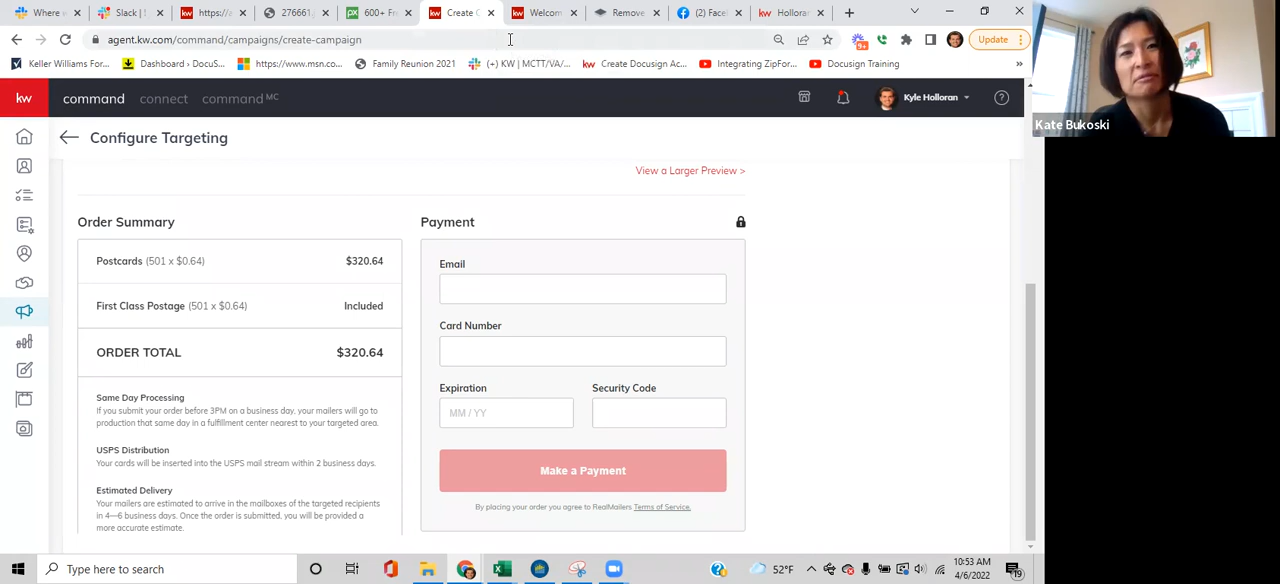 Where w
Slack | S
https://a
276661.
600+ Fr
Create C
Welcom
Remove
(2) Face
Holloran
agent.kw.com/command/campaigns/create-campaign
9+
Update
Keller Williams For...
Dashboard › DocuS...
https://www.msn.co...
Family Reunion 2021
(+) KW | MCTT/VA/...
Create Docusign Ac...
Integrating ZipFor...
Docusign Training
»
kw
command
connect
command MC
Kyle Holloran
Kate Bukoski
Configure Targeting
View a Larger Preview >
Order Summary
Payment
Postcards (501 x $0.64)
$320.64
First Class Postage (501 x $0.64)
Included
ORDER TOTAL
$320.64
Same Day Processing
If you submit your order before 3PM on a business day, your mailers will go to
production that same day in a fulfillment center nearest to your targeted area.
USPS Distribution
Your cards will be inserted into the USPS mail stream within 2 business days.
Estimated Delivery
Your mailers are estimated to arrive in the mailboxes of the targeted recipients
in 4—6 business days. Once the order is submitted, you will be provided a
more accurate estimate.
Email
Card Number
Expiration
Security Code
MM / YY
Make a Payment
By placing your order you agree to RealMailers Terms of Service.
Type here to search
52°F
10:53 AM
4/6/2022
19